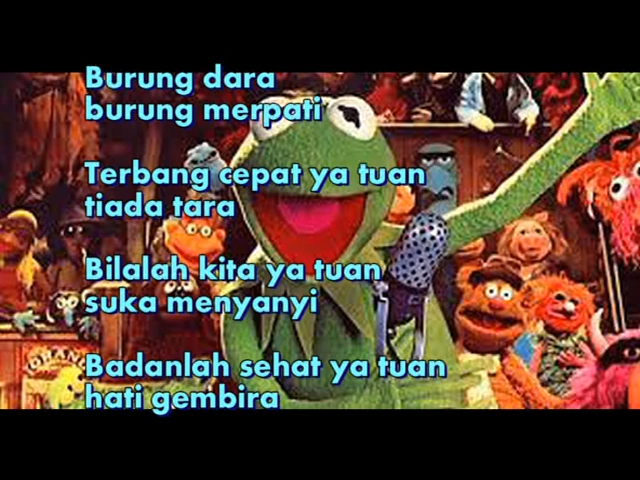 Burung dara
burung merpati
Terbang cepat ya tuan
tiada tara
Bilalah kita ya tuan
suka menyanyi
Badanlah sehat ya tuan
hati gembira